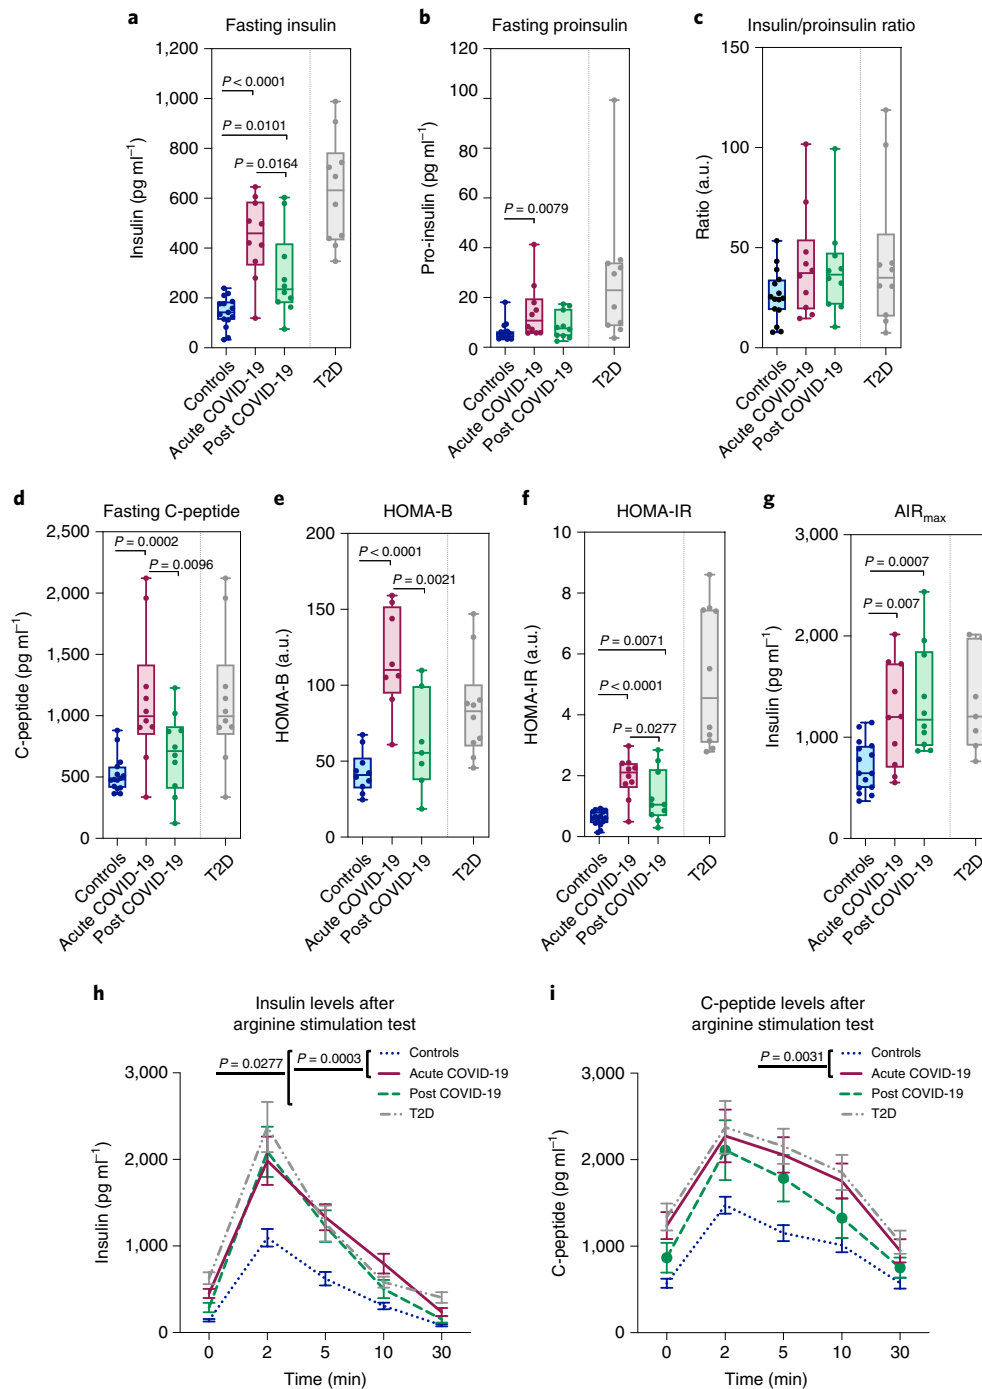 a
Fasting insulin
1,200
1,000
800
600
400
200
0
Insulin (pg ml⁻¹)
P < 0.0001
P = 0.0101
P = 0.0164
Controls
Acute COVID-19
Post COVID-19
T2D
b
Fasting proinsulin
120
100
80
60
40
20
0
Pro-insulin (pg ml⁻¹)
P = 0.0079
Controls
Acute COVID-19
Post COVID-19
T2D
c
Insulin/proinsulin ratio
150
100
50
0
Ratio (a.u.)
Controls
Acute COVID-19
Post COVID-19
T2D
d
Fasting C-peptide
2,500
2,000
1,500
1,000
500
0
C-peptide (pg ml⁻¹)
P = 0.0002
P = 0.0096
Controls
Acute COVID-19
Post COVID-19
T2D
e
HOMA-B
200
150
100
50
0
HOMA-B (a.u.)
P < 0.0001
P = 0.0021
Controls
Acute COVID-19
Post COVID-19
T2D
f
HOMA-IR
10
8
6
4
2
0
HOMA-IR (a.u.)
P = 0.0071
P < 0.0001
P = 0.0277
Controls
Acute COVID-19
Post COVID-19
T2D
g
AIRmax
3,000
2,000
1,000
0
Insulin (pg ml⁻¹)
P = 0.0007
P = 0.007
Controls
Acute COVID-19
Post COVID-19
T2D
h
Insulin levels after
arginine stimulation test
P = 0.0277
P = 0.0003
Controls
Acute COVID-19
Post COVID-19
T2D
3,000
2,000
1,000
0
Insulin (pg ml⁻¹)
0 2 5 10 30
Time (min)
i
C-peptide levels after
arginine stimulation test
P = 0.0031
Controls
Acute COVID-19
Post COVID-19
T2D
3,000
2,000
1,000
0
C-peptide (pg ml⁻¹)
0 2 5 10 30
Time (min)